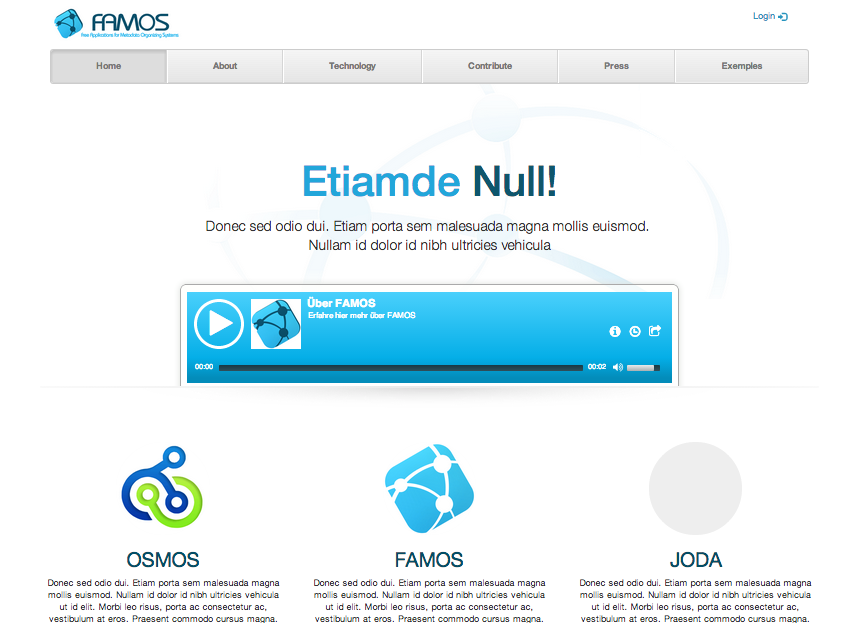 FAMOS
Free Applications for Metadata Organising Systems
Login
Home About Technology Contribute Press Exemples
Etiamde Null!
Donec sed odio dui. Etiam porta sem malesuada magna mollis euismod.
Nullam id dolor id nibh ultricies vehicula
Über FAMOS
Erfahre hier mehr über FAMOS
00:00 00:02
OSMOS
Donec sed odio dui. Etiam porta sem malesuada magna
mollis euismod. Nullam id dolor id nibh ultricies vehicula
ut id elit. Morbi leo risus, porta ac consectetur ac,
vestibulum at eros. Praesent commodo cursus magna.
FAMOS
Donec sed odio dui. Etiam porta sem malesuada magna
mollis euismod. Nullam id dolor id nibh ultricies vehicula
ut id elit. Morbi leo risus, porta ac consectetur ac,
vestibulum at eros. Praesent commodo cursus magna.
JODA
Donec sed odio dui. Etiam porta sem malesuada magna
mollis euismod. Nullam id dolor id nibh ultricies vehicula
ut id elit. Morbi leo risus, porta ac consectetur ac,
vestibulum at eros. Praesent commodo cursus magna.